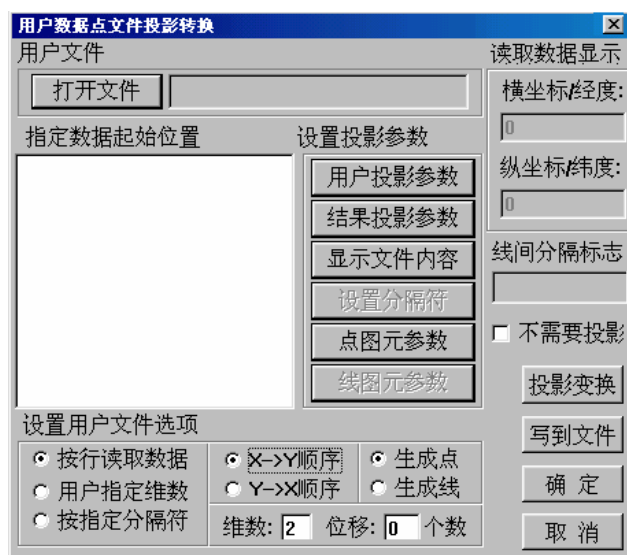 用户数据点文件投影转换
用户文件
打开文件
读取数据显示
横坐标/经度:
0
纵坐标/纬度:
0
指定数据起始位置
设置投影参数
用户投影参数
结果投影参数
显示文件内容
设置分隔符
点图元参数
线图元参数
线间分隔标志
不需要投影
投影变换
写到文件
确 定
取 消
设置用户文件选项
按行读取数据
用户指定维数
按指定分隔符
X->Y顺序
Y->X顺序
生成点
生成线
维数: 2 位移: 0 个数